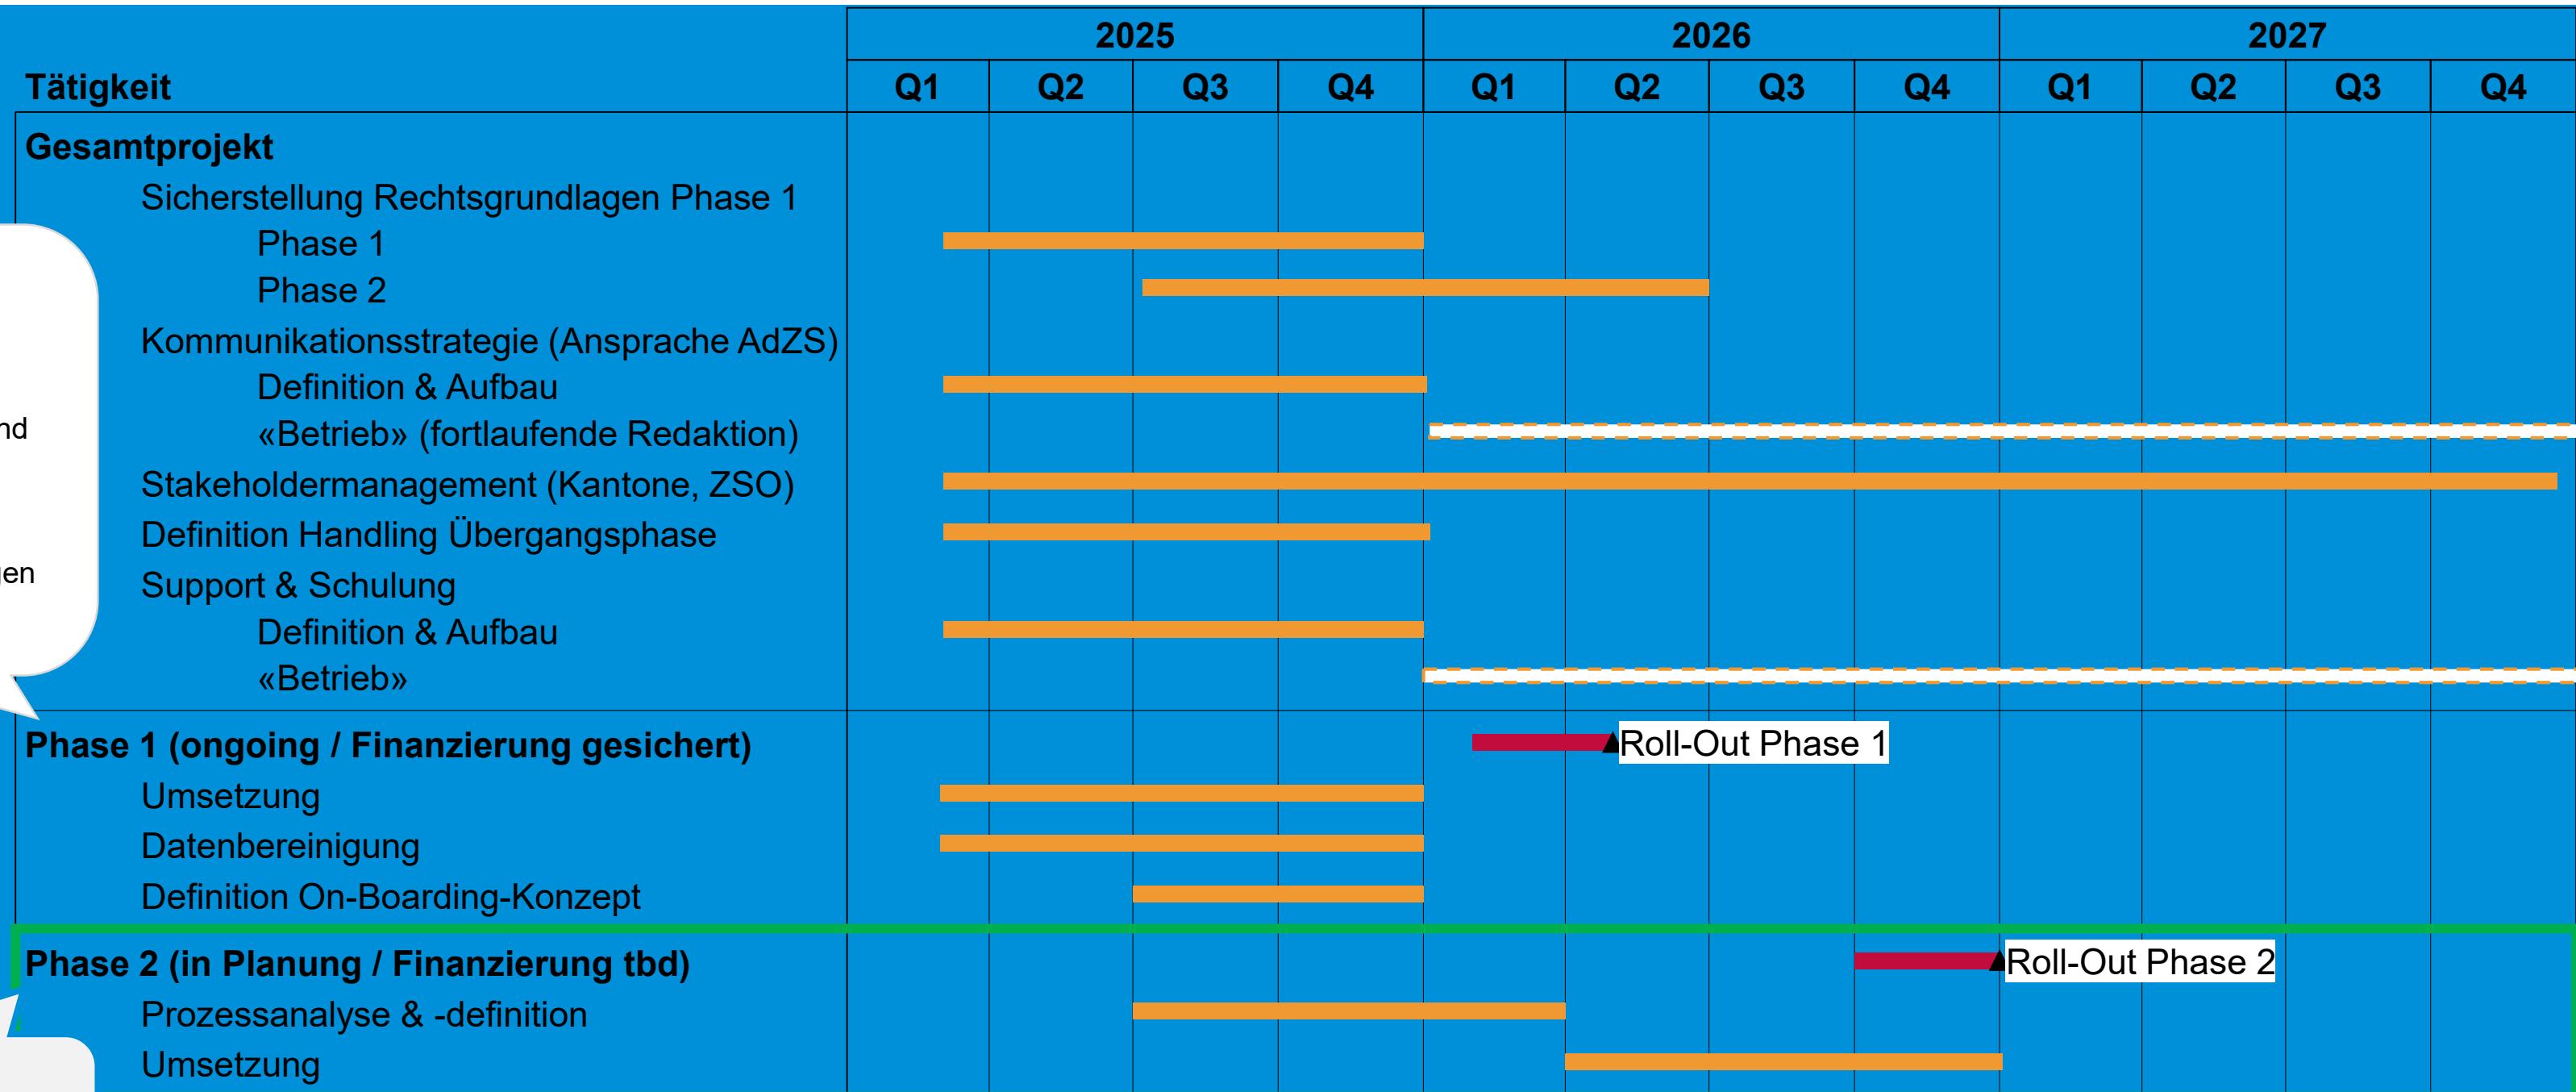 2025 2026 2027
Tätigkeit Q1 Q2 Q3 Q4 Q1 Q2 Q3 Q4 Q1 Q2 Q3 Q4
Gesamtprojekt
Sicherstellung Rechtsgrundlagen Phase 1
Phase 1
Phase 2
Kommunikationsstrategie (Ansprache AdZS)
Definition & Aufbau
«Betrieb» (fortlaufende Redaktion)
Stakeholdermanagement (Kantone, ZSO)
Definition Handling Übergangsphase
Support & Schulung
Definition & Aufbau
«Betrieb»
Phase 1 (ongoing / Finanzierung gesichert) Roll-Out Phase 1
Umsetzung
Datenbereinigung
Definition On-Boarding-Konzept
Phase 2 (in Planung / Finanzierung tbd) Roll-Out Phase 2
Prozessanalyse & -definition
Umsetzung